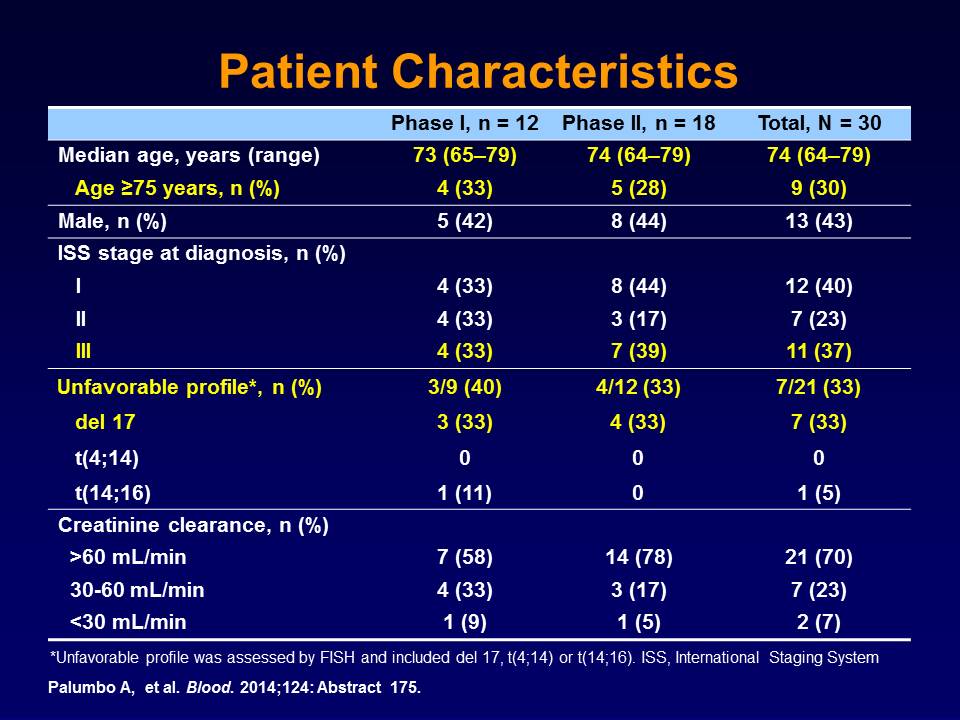 Patient Characteristics
Phase I, n = 12 Phase II, n = 18 Total, N = 30
Median age, years (range) 73 (65–79) 74 (64–79) 74 (64–79)
Age ≥75 years, n (%) 4 (33) 5 (28) 9 (30)
Male, n (%) 5 (42) 8 (44) 13 (43)
ISS stage at diagnosis, n (%)
I 4 (33) 8 (44) 12 (40)
II 4 (33) 3 (17) 7 (23)
III 4 (33) 7 (39) 11 (37)
Unfavorable profile*, n (%) 3/9 (40) 4/12 (33) 7/21 (33)
del 17 3 (33) 4 (33) 7 (33)
t(4;14) 0 0 0
t(14;16) 1 (11) 0 1 (5)
Creatinine clearance, n (%)
>60 mL/min 7 (58) 14 (78) 21 (70)
30-60 mL/min 4 (33) 3 (17) 7 (23)
<30 mL/min 1 (9) 1 (5) 2 (7)
*Unfavorable profile was assessed by FISH and included del 17, t(4;14) or t(14;16). ISS, International Staging System
Palumbo A, et al. Blood. 2014;124: Abstract 175.